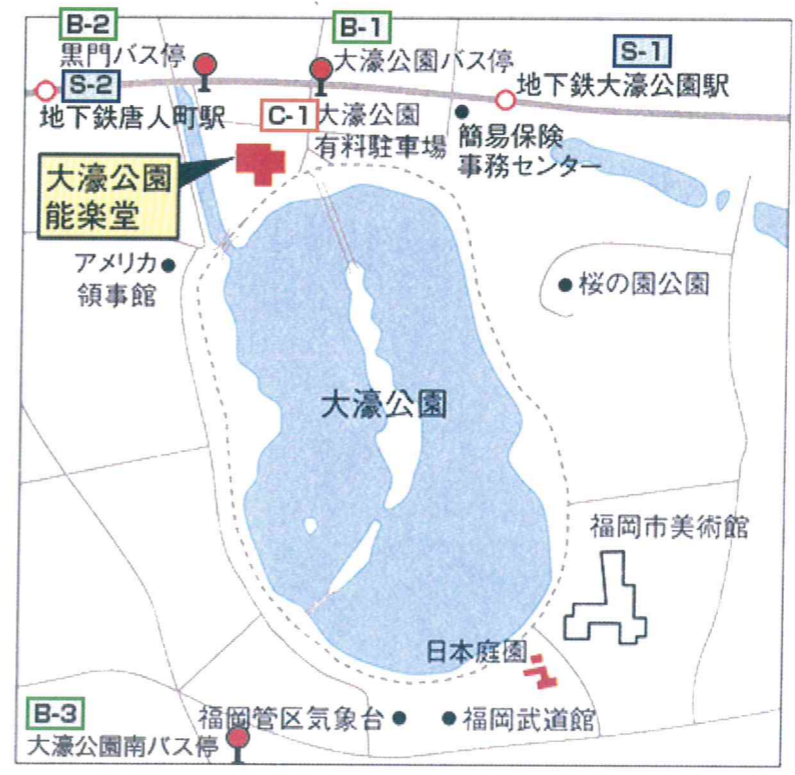 B-2
黒門バス停
B-1
大濠公園バス停
S-1
地下鉄大濠公園駅
S-2
地下鉄唐人町駅
C-1
大濠公園
有料駐車場
簡易保険
事務センター
大濠公園
能楽堂
アメリカ
領事館
桜の園公園
大濠公園
福岡市美術館
日本庭園
B-3
大濠公園南バス停
福岡管区気象台
福岡武道館